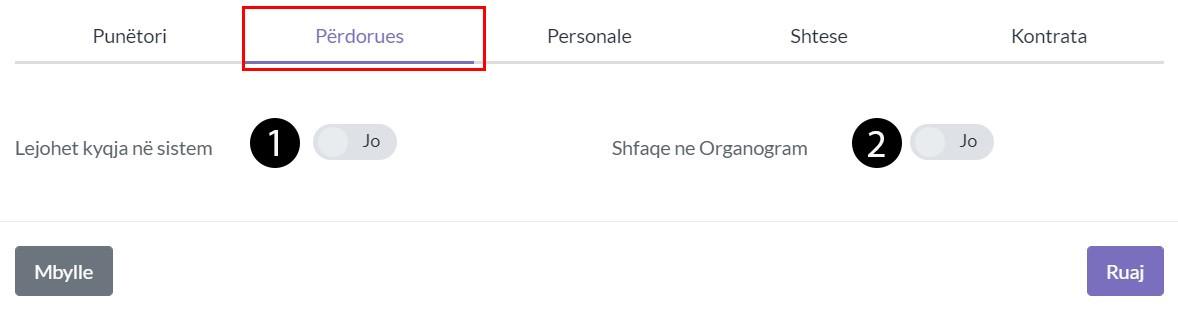 Punëtori Përdorues Personale Shtese Kontrata
Lejohet kyqja në sistem 1 Jo Shfaqe ne Organogram 2 Jo
Mbylle Ruaj